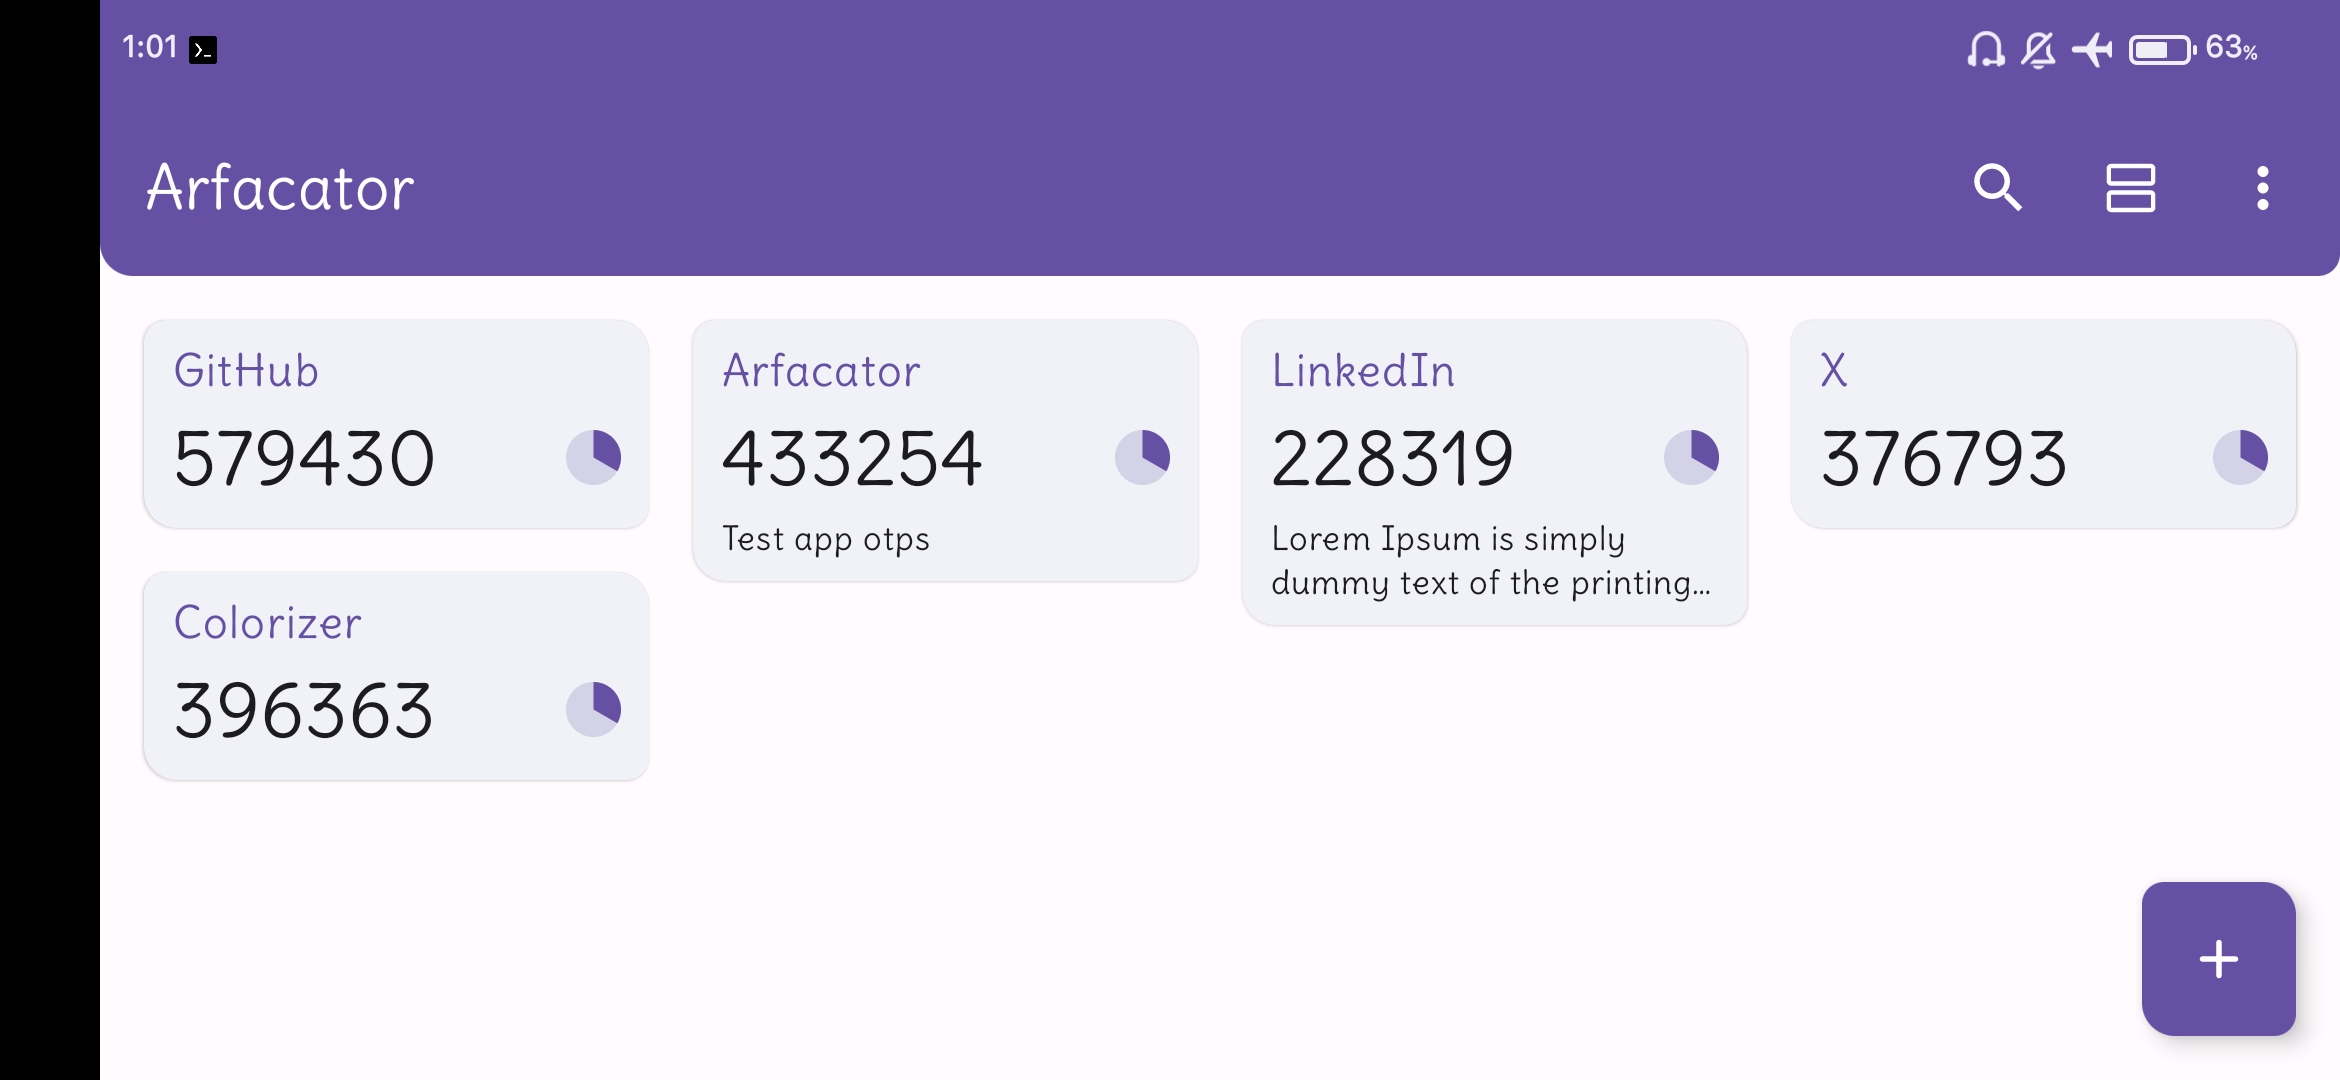 1:01
63%
Arfacator
GitHub
579430
Arfacator
433254
Test app otps
LinkedIn
228319
Lorem Ipsum is simply
dummy text of the printing...
X
376793
Colorizer
396363